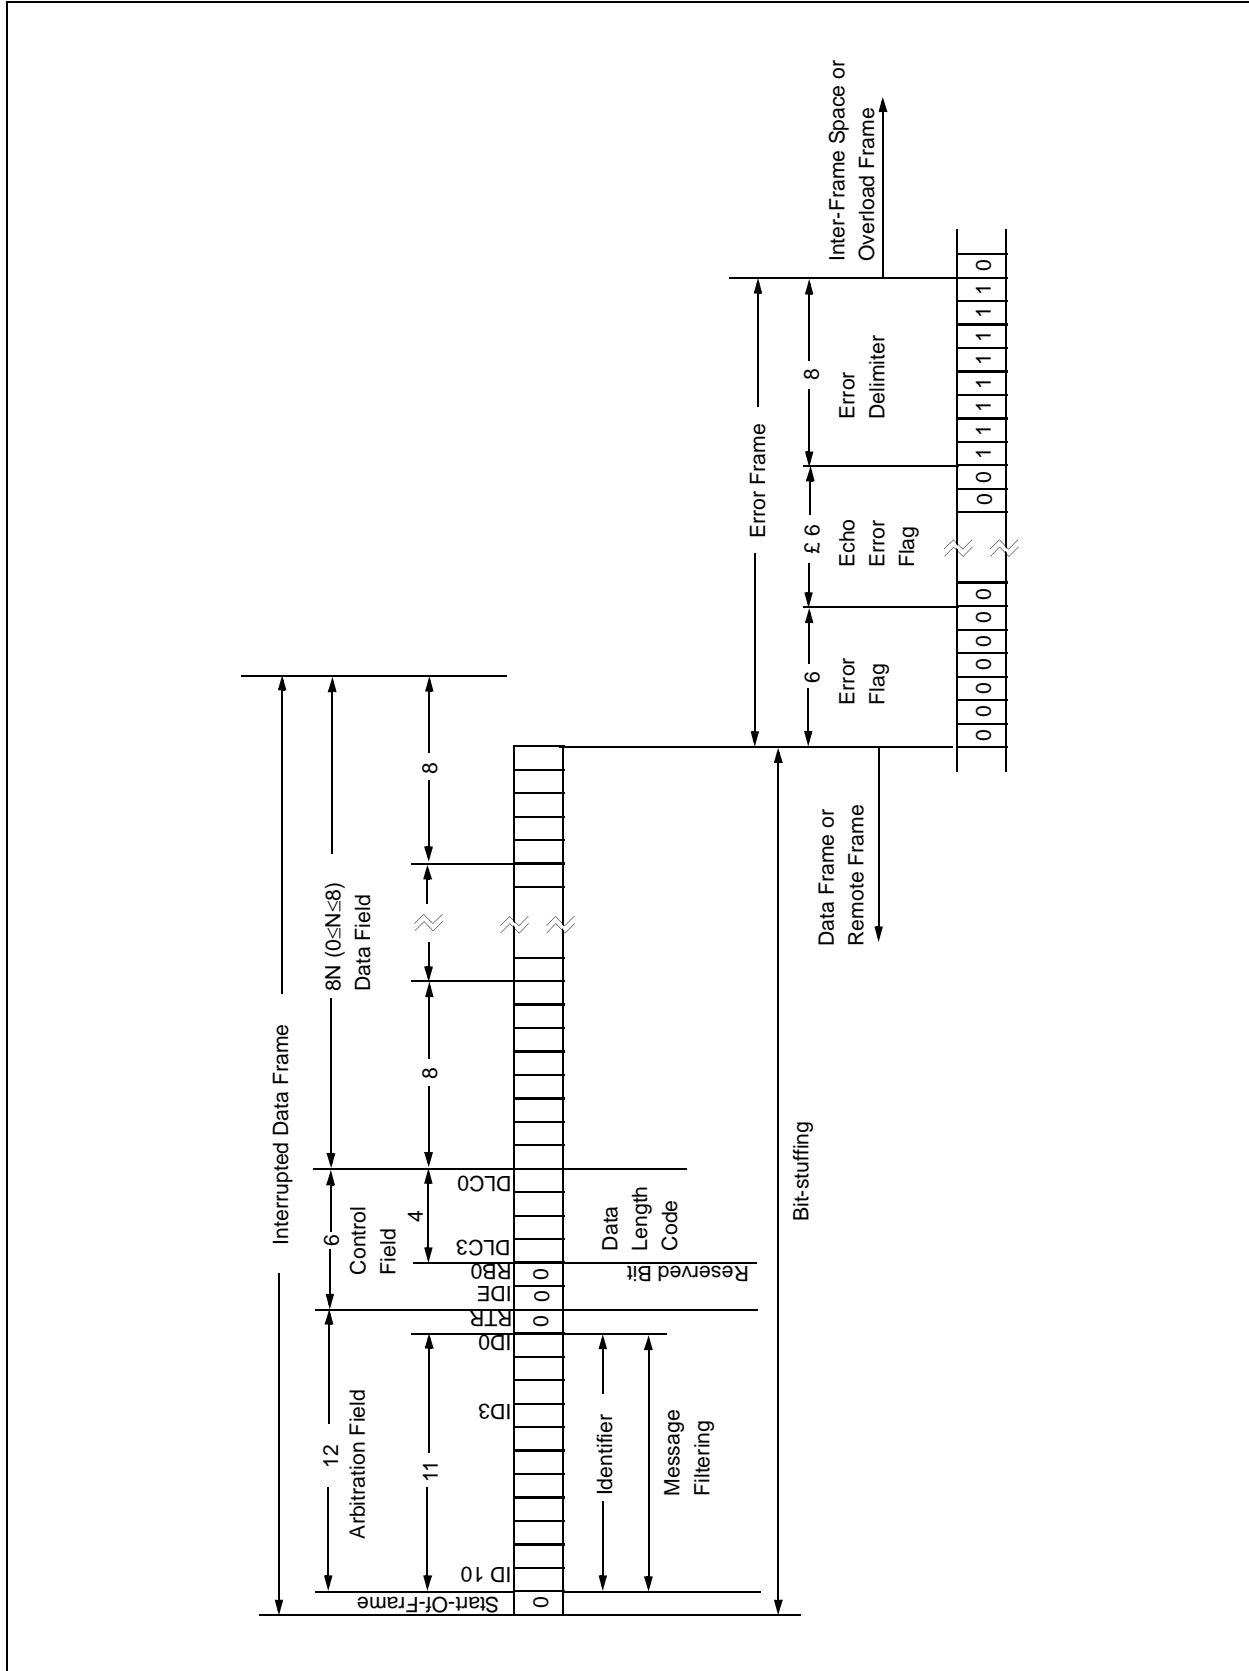 Interrupted Data Frame
12
Arbitration Field
6
Control
Field
8N (0≤N≤8)
Data Field
11
4
8
8
Start-Of-Frame
ID 10
ID3
ID0
RTR
IDE
RB0
DLC3
DLC0
0
0
0
0
Identifier
Message
Filtering
Reserved Bit
Data
Length
Code
Bit-stuffing
Data Frame or
Remote Frame
Error Frame
6
Error
Flag
£ 6
Echo
Error
Flag
8
Error
Delimiter
Inter-Frame Space or
Overload Frame
0 0 0 0 0 0 0 0 0 1 1 1 1 1 1 1 1 0